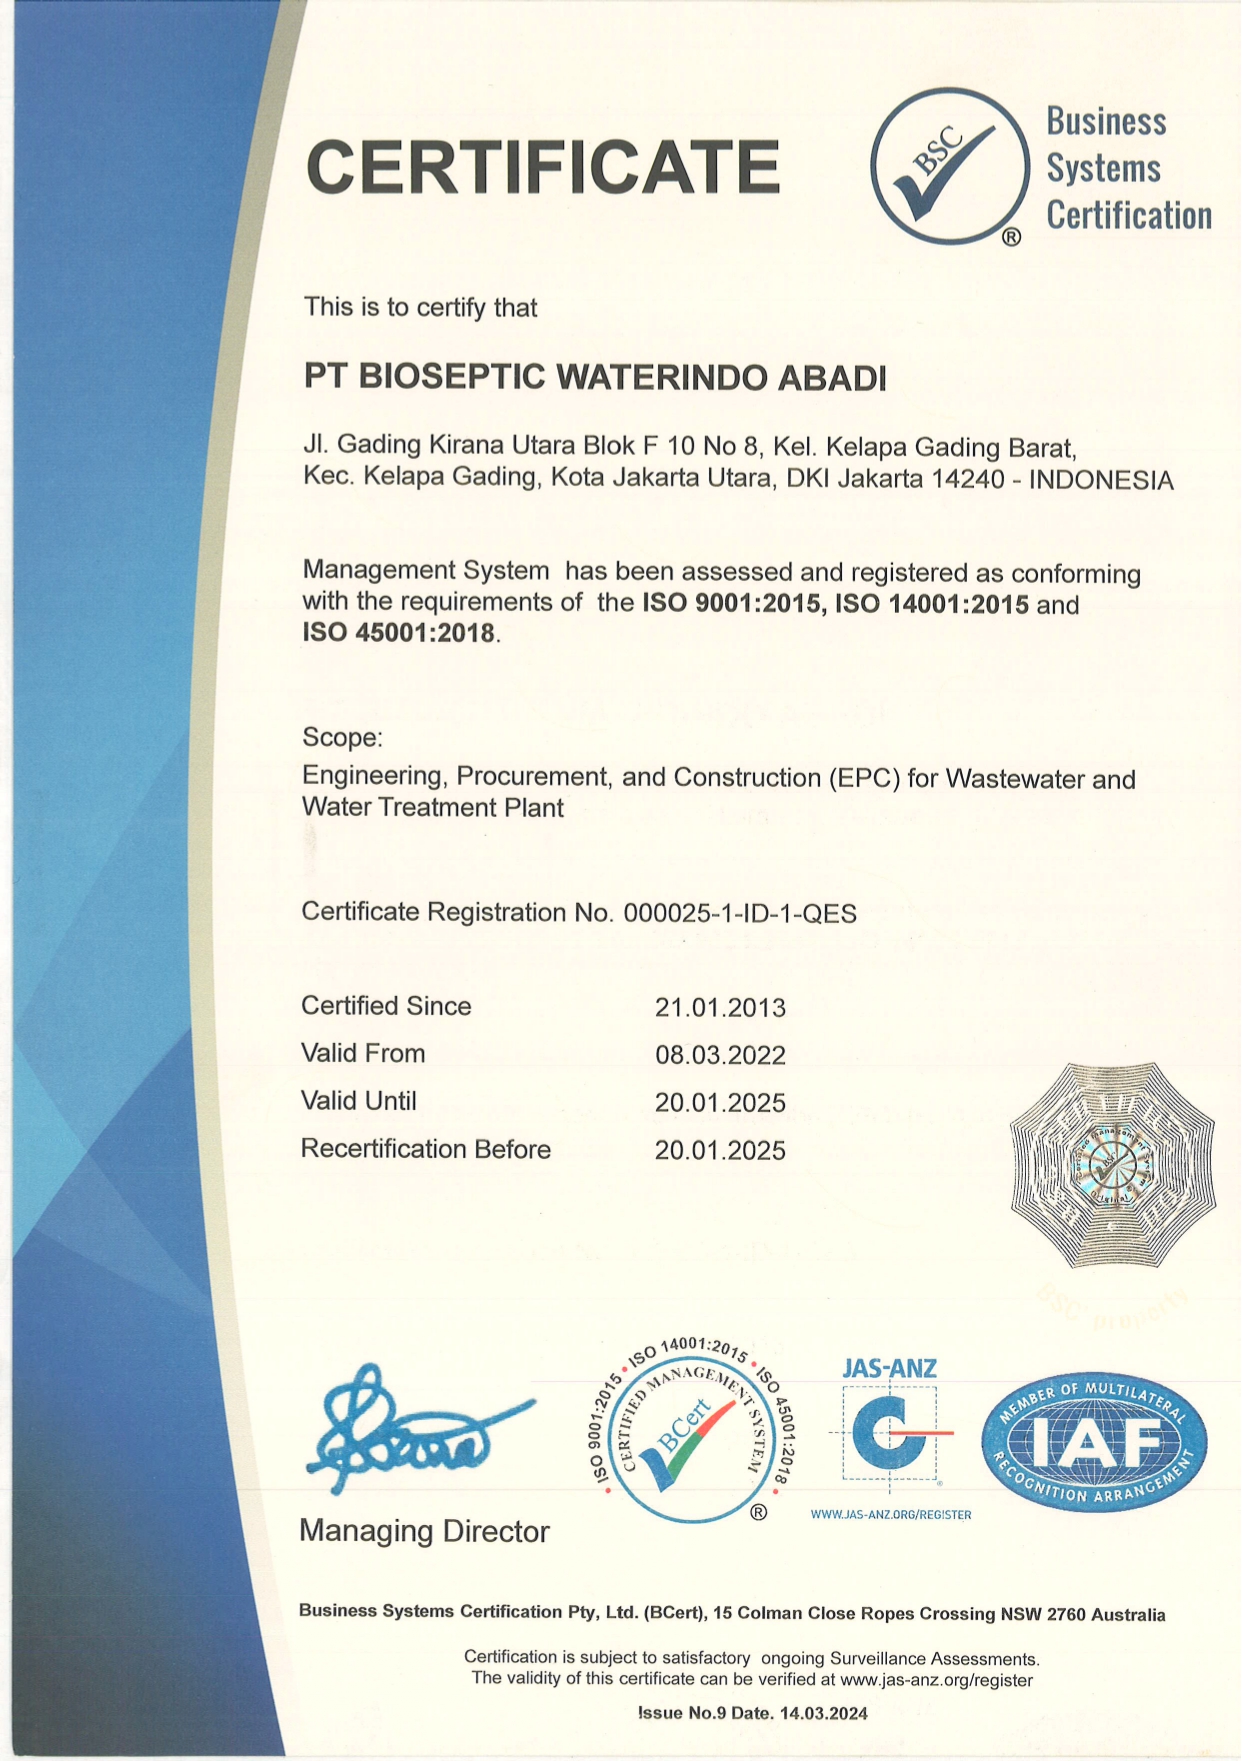 CERTIFICATE
BSC
®
Business
Systems
Certification
This is to certify that
PT BIOSEPTIC WATERINDO ABADI
Jl. Gading Kirana Utara Blok F 10 No 8, Kel. Kelapa Gading Barat,
Kec. Kelapa Gading, Kota Jakarta Utara, DKI Jakarta 14240 - INDONESIA
Management System has been assessed and registered as conforming
with the requirements of the ISO 9001:2015, ISO 14001:2015 and
ISO 45001:2018.
Scope:
Engineering, Procurement, and Construction (EPC) for Wastewater and
Water Treatment Plant
Certificate Registration No. 000025-1-ID-1-QES
Certified Since 21.01.2013
Valid From 08.03.2022
Valid Until 20.01.2025
Recertification Before 20.01.2025
Certified Management System
BSC
Original
BSC property
ISO 9001:2015 • ISO 14001:2015 • ISO 45001:2018
CERTIFIED MANAGEMENT SYSTEM
BCert
®
JAS-ANZ
WWW.JAS-ANZ.ORG/REGISTER
MEMBER OF MULTILATERAL
IAF
RECOGNITION ARRANGEMENT
Managing Director
Business Systems Certification Pty, Ltd. (BCert), 15 Colman Close Ropes Crossing NSW 2760 Australia
Certification is subject to satisfactory ongoing Surveillance Assessments.
The validity of this certificate can be verified at www.jas-anz.org/register
Issue No.9 Date. 14.03.2024